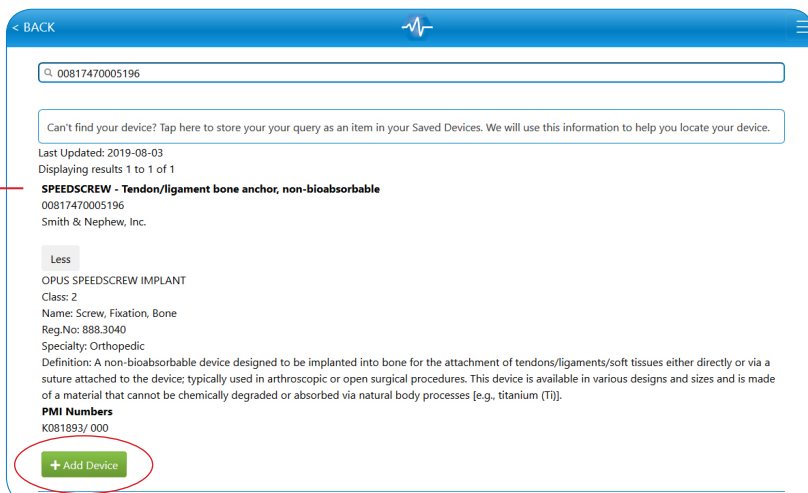 < BACK
00817470005196
Can't find your device? Tap here to store your your query as an item in your Saved Devices. We will use this information to help you locate your device.
Last Updated: 2019-08-03
Displaying results 1 to 1 of 1
SPEEDSCREW - Tendon/ligament bone anchor, non-bioabsorbable
00817470005196
Smith & Nephew, Inc.
Less
OPUS SPEEDSCREW IMPLANT
Class: 2
Name: Screw, Fixation, Bone
Reg.No: 888.3040
Specialty: Orthopedic
Definition: A non-bioabsorbable device designed to be implanted into bone for the attachment of tendons/ligaments/soft tissues either directly or via a
suture attached to the device; typically used in arthroscopic or open surgical procedures. This device is available in various designs and sizes and is made
of a material that cannot be chemically degraded or absorbed via natural body processes [e.g., titanium (Ti)].
PMI Numbers
K081893/ 000
+ Add Device